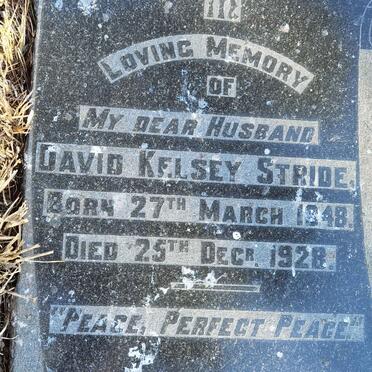 IN
LOVING MEMORY
OF
MY DEAR HUSBAND
DAVID KELSEY STRIDE,
BORN 27TH MARCH 1848.
DIED 25TH DECR. 1928.
"PEACE, PERFECT PEACE"